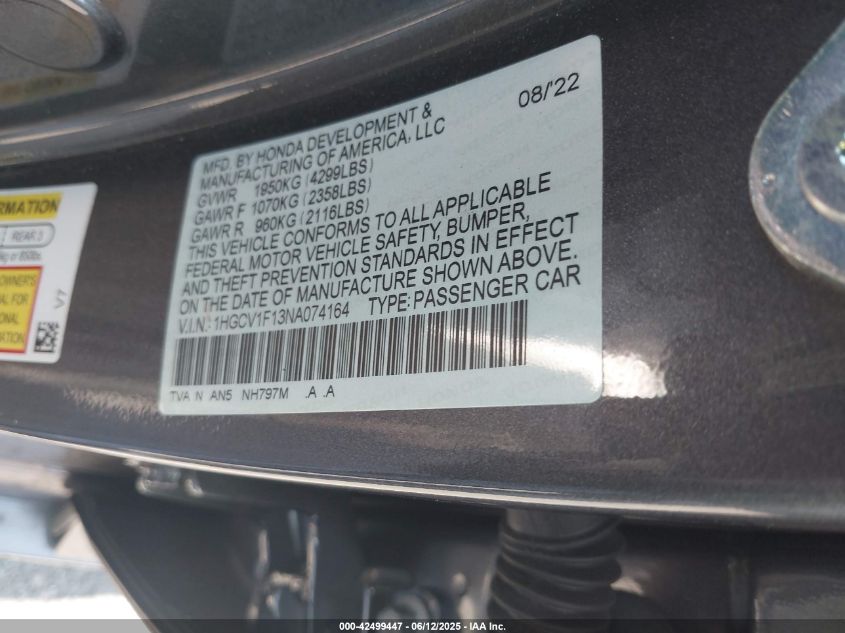 08/'22
MFD. BY HONDA DEVELOPMENT &
MANUFACTURING OF AMERICA, LLC
GVWR 1950KG (4299LBS)
GAWR F 1070KG (2358LBS)
GAWR R 960KG (2116LBS)
THIS VEHICLE CONFORMS TO ALL APPLICABLE
FEDERAL MOTOR VEHICLE SAFETY, BUMPER,
AND THEFT PREVENTION STANDARDS IN EFFECT
ON THE DATE OF MANUFACTURE SHOWN ABOVE.
V.I.N.: 1HGCV1F13NA074164 TYPE: PASSENGER CAR
TVA N AN5 NH797M .A .A
REAR 3
V7
000-42499447 - 06/12/2025 - IAA Inc.